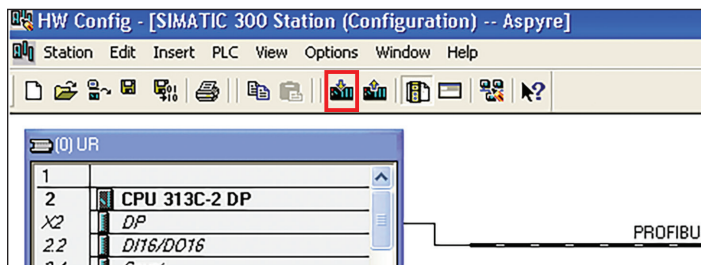 HW Config - [SIMATIC 300 Station (Configuration) -- Aspyre]
Station Edit Insert PLC View Options Window Help
(0) UR
1
2 CPU 313C-2 DP
X2 DP
2.2 DI16/DO16
PROFIBU